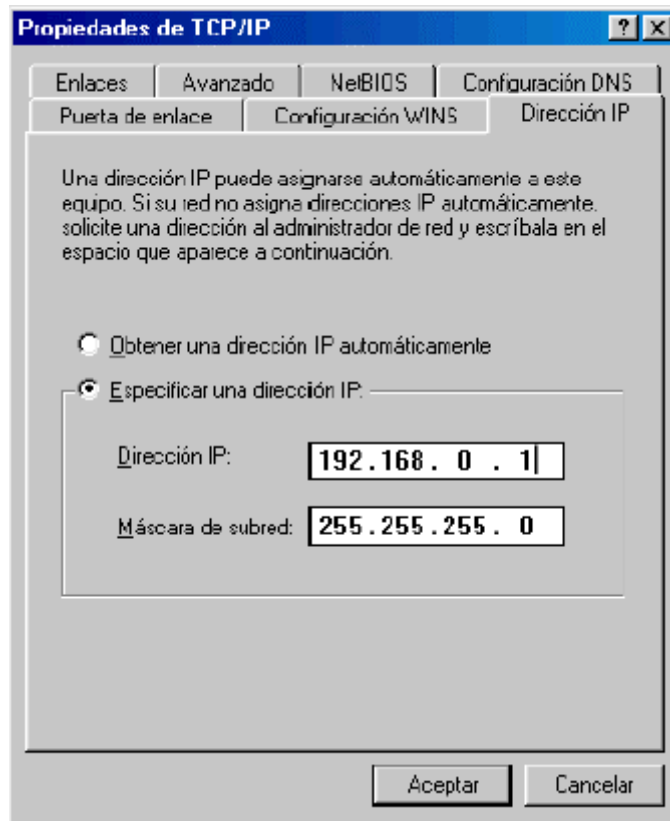 Propiedades de TCP/IP
Enlaces Avanzado NetBIOS Configuración DNS
Puerta de enlace Configuración WINS Dirección IP
Una dirección IP puede asignarse automáticamente a este
equipo. Si su red no asigna direcciones IP automáticamente,
solicite una dirección al administrador de red y escríbala en el
espacio que aparece a continuación.
Obtener una dirección IP automáticamente
Especificar una dirección IP:
Dirección IP: 192.168. 0 . 1
Máscara de subred: 255.255.255. 0
Aceptar Cancelar